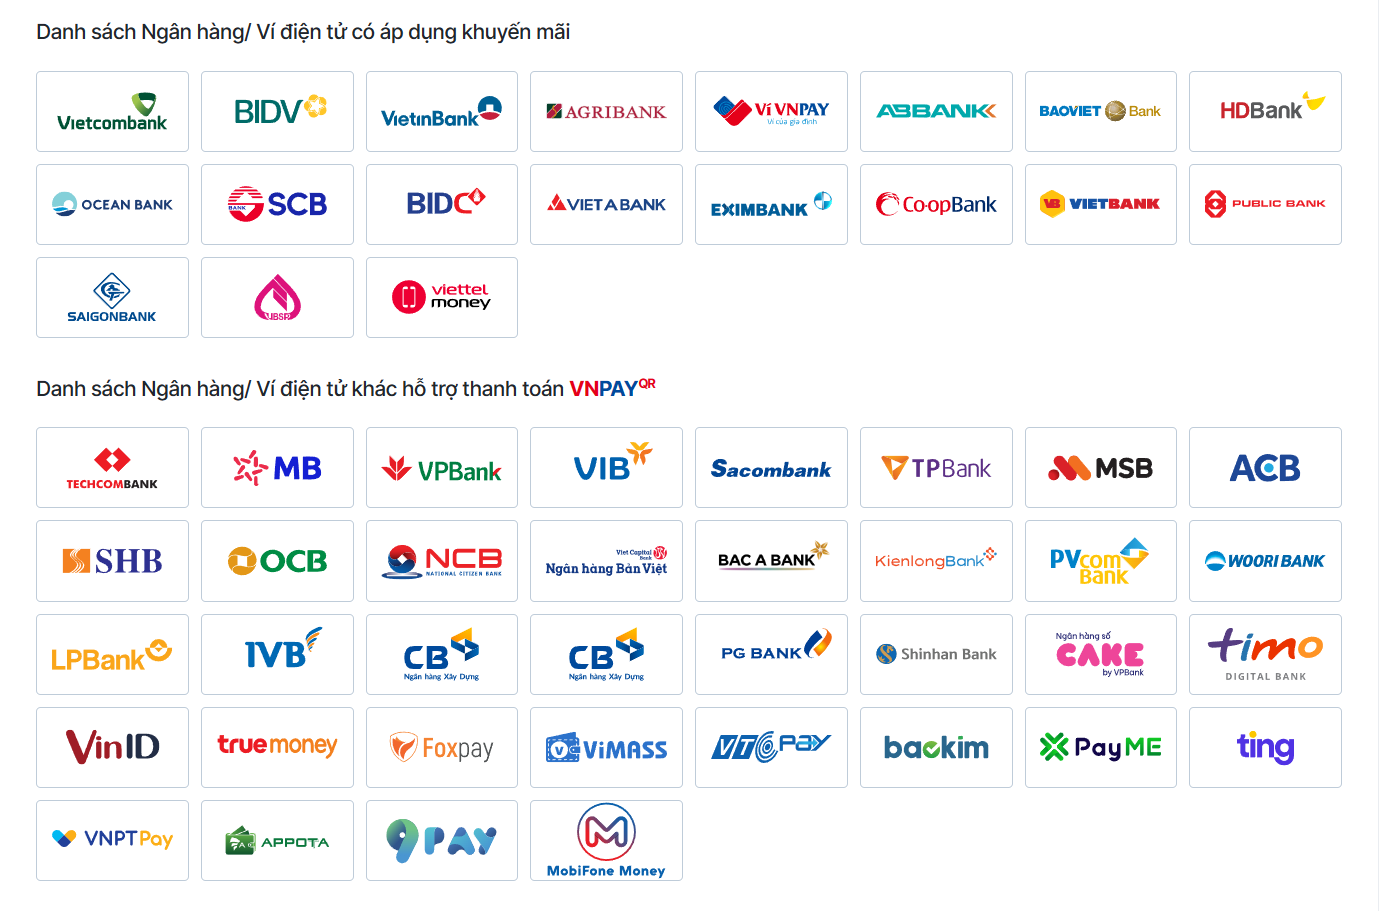 Danh sách Ngân hàng/ Ví điện tử có áp dụng khuyến mãi
Vietcombank
BIDV
VietinBank
AGRIBANK
Ví VNPAY
Ví của gia đình
ABBANK
BAOVIET Bank
HDBank
OCEAN BANK
BANK SCB
BIDC
VIET A BANK
EXIMBANK
Co-opBank
VB VIETBANK
PUBLIC BANK
SAIGONBANK
VBSP
viettel
money
Danh sách Ngân hàng/ Ví điện tử khác hỗ trợ thanh toán VNPAYQR
TECHCOMBANK
MB
VPBank
VIB
Sacombank
TPBank
MSB
ACB
SHB
OCB
NCB
NATIONAL CITIZEN BANK
Viet Capital
Bank
Ngân hàng Bản Việt
BAC A BANK
KienlongBank
PVcom
Bank
WOORI BANK
LPBank
IVB
CB
Ngân hàng Xây Dựng
CB
Ngân hàng Xây Dựng
PG BANK
Shinhan Bank
Ngân hàng số
CAKE
by VPBank
timo
DIGITAL BANK
VinID
truemoney
Foxpay
ViMASS
VTCPay
baokim
PayME
ting
VNPT Pay
APPOTA
9PAY
MobiFone Money